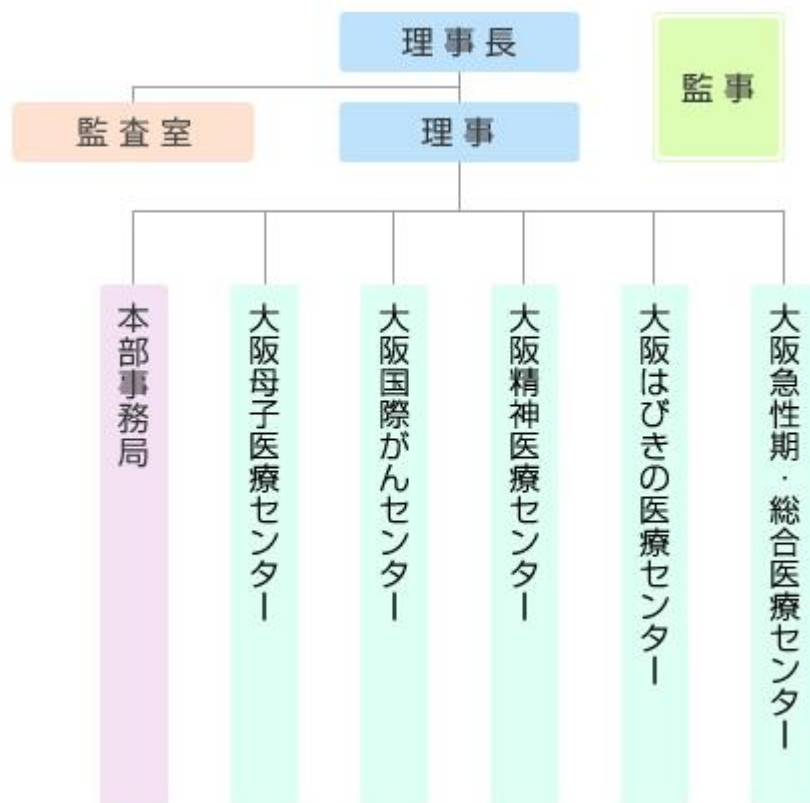 理事長
監査室
理事
監事
本部事務局
大阪母子医療センター
大阪国際がんセンター
大阪精神医療センター
大阪はびきの医療センター
大阪急性期・総合医療センター